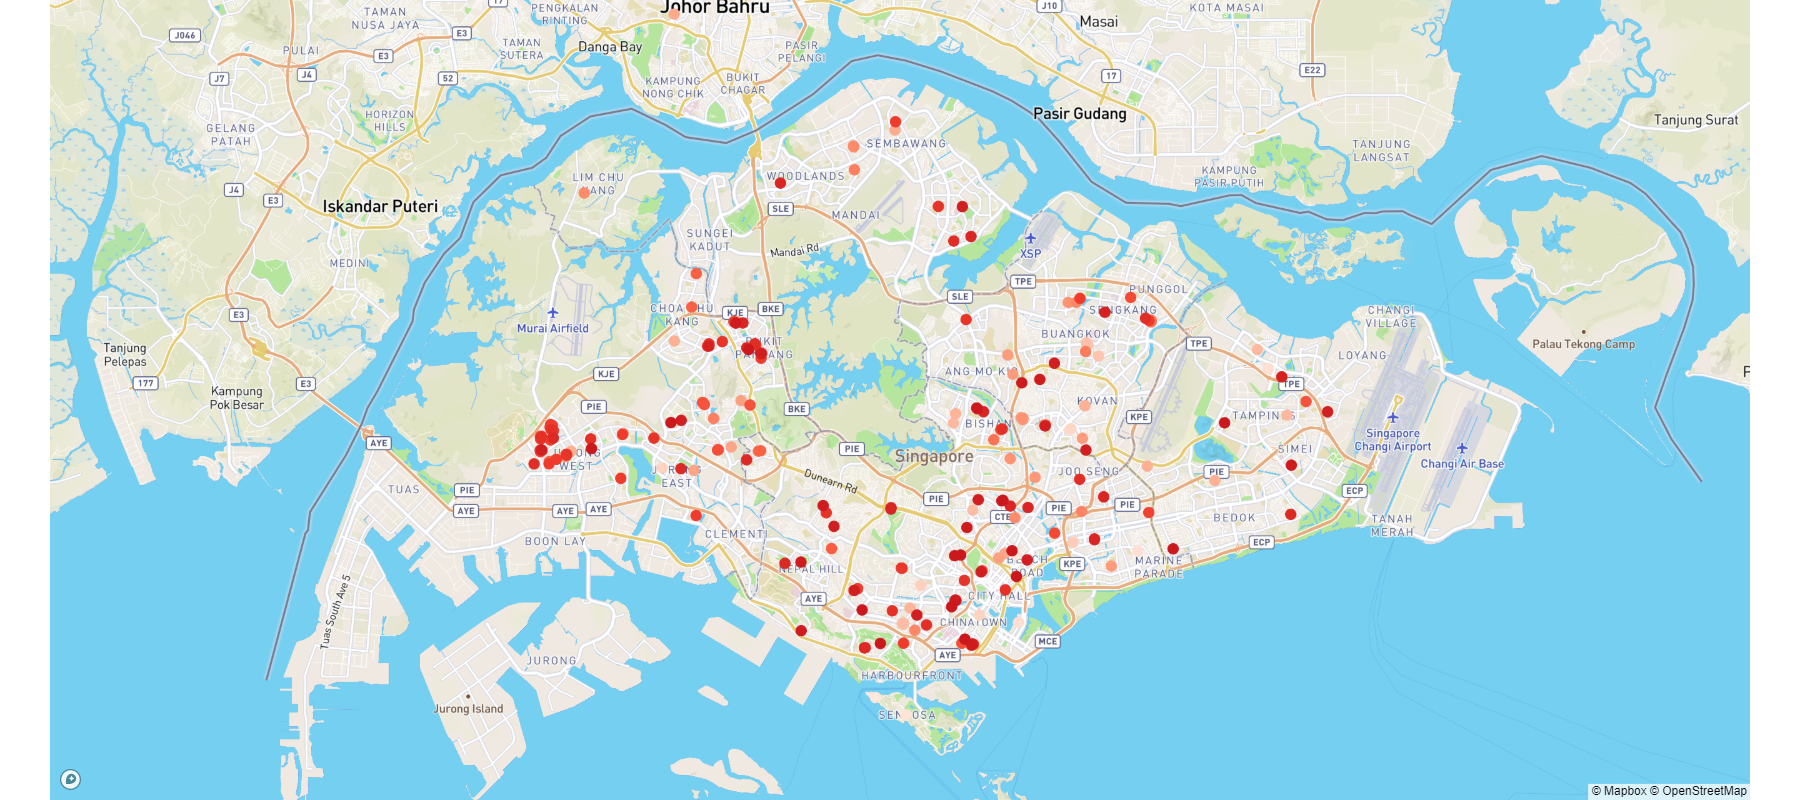 Johor Bahru
J10
17
KOTA MASAI
TAMAN
NUSA JAYA
PENGKALAN
RINTING
Masai
J046
E3
TAMAN
SUTERA
Danga Bay
PULAI
E3
PASIR
PELANGI
J7
J4
52
KAMPUNG
NONG CHIK
BUKIT
CHAGAR
17
E22
HORIZON
HILLS
Pasir Gudang
GELANG
PATAH
Tanjung Surat
SEMBAWANG
TANJUNG
LANGSAT
LIM CHU
KANG
WOODLANDS
KAMPUNG
PASIR PUTIH
J4
E3
Iskandar Puteri
SLE
MANDAI
SUNGEI
KADUT
Mandai Rd
XSP
MEDINI
TPE
PUNGGOL
SLE
E3
CHOA CHU
KANG
KJE
BKE
SENGKANG
CHANGI
VILLAGE
Murai Airfield
BUANGKOK
Tanjung
Pelepas
BUKIT
PANJANG
TPE
LOYANG
Palau Tekong Camp
177
E3
KJE
ANG MO KIO
TPE
Kampung
Pok Besar
PIE
BKE
KOVAN
KPE
TAMPINES
BISHAN
AYE
PIE
Singapore
Changi Airport
SIMEI
JURONG
WEST
Singapore
Changi Air Base
JURONG
EAST
JOO SENG
PIE
Dunearn Rd
TUAS
PIE
PIE
ECP
AYE
AYE
AYE
CTE
PIE
PIE
BEDOK
TANAH
MERAH
CLEMENTI
BOON LAY
ECP
BEACH
ROAD
KPE
MARINE
PARADE
NEPAL HILL
AYE
CITY HALL
Tuas South Ave 5
CHINATOWN
MCE
AYE
JURONG
HARBOURFRONT
Jurong Island
SENTOSA
© Mapbox © OpenStreetMap